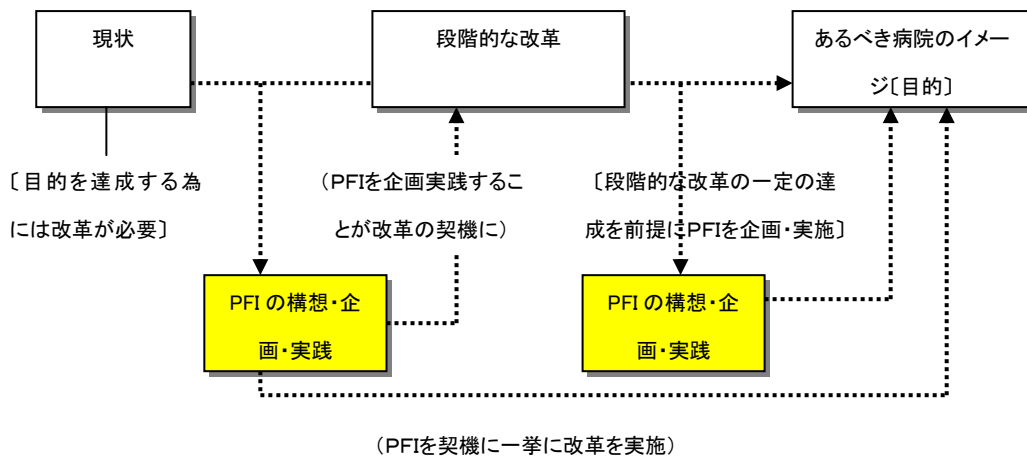 現状
段階的な改革
あるべき病院のイメー
ジ〔目的〕
〔目的を達成する為
には改革が必要〕
(PFIを企画実践するこ
とが改革の契機に)
〔段階的な改革の一定の達
成を前提にPFIを企画・実施〕
PFI の構想・企
画・実践
PFI の構想・企
画・実践
(PFIを契機に一挙に改革を実施)